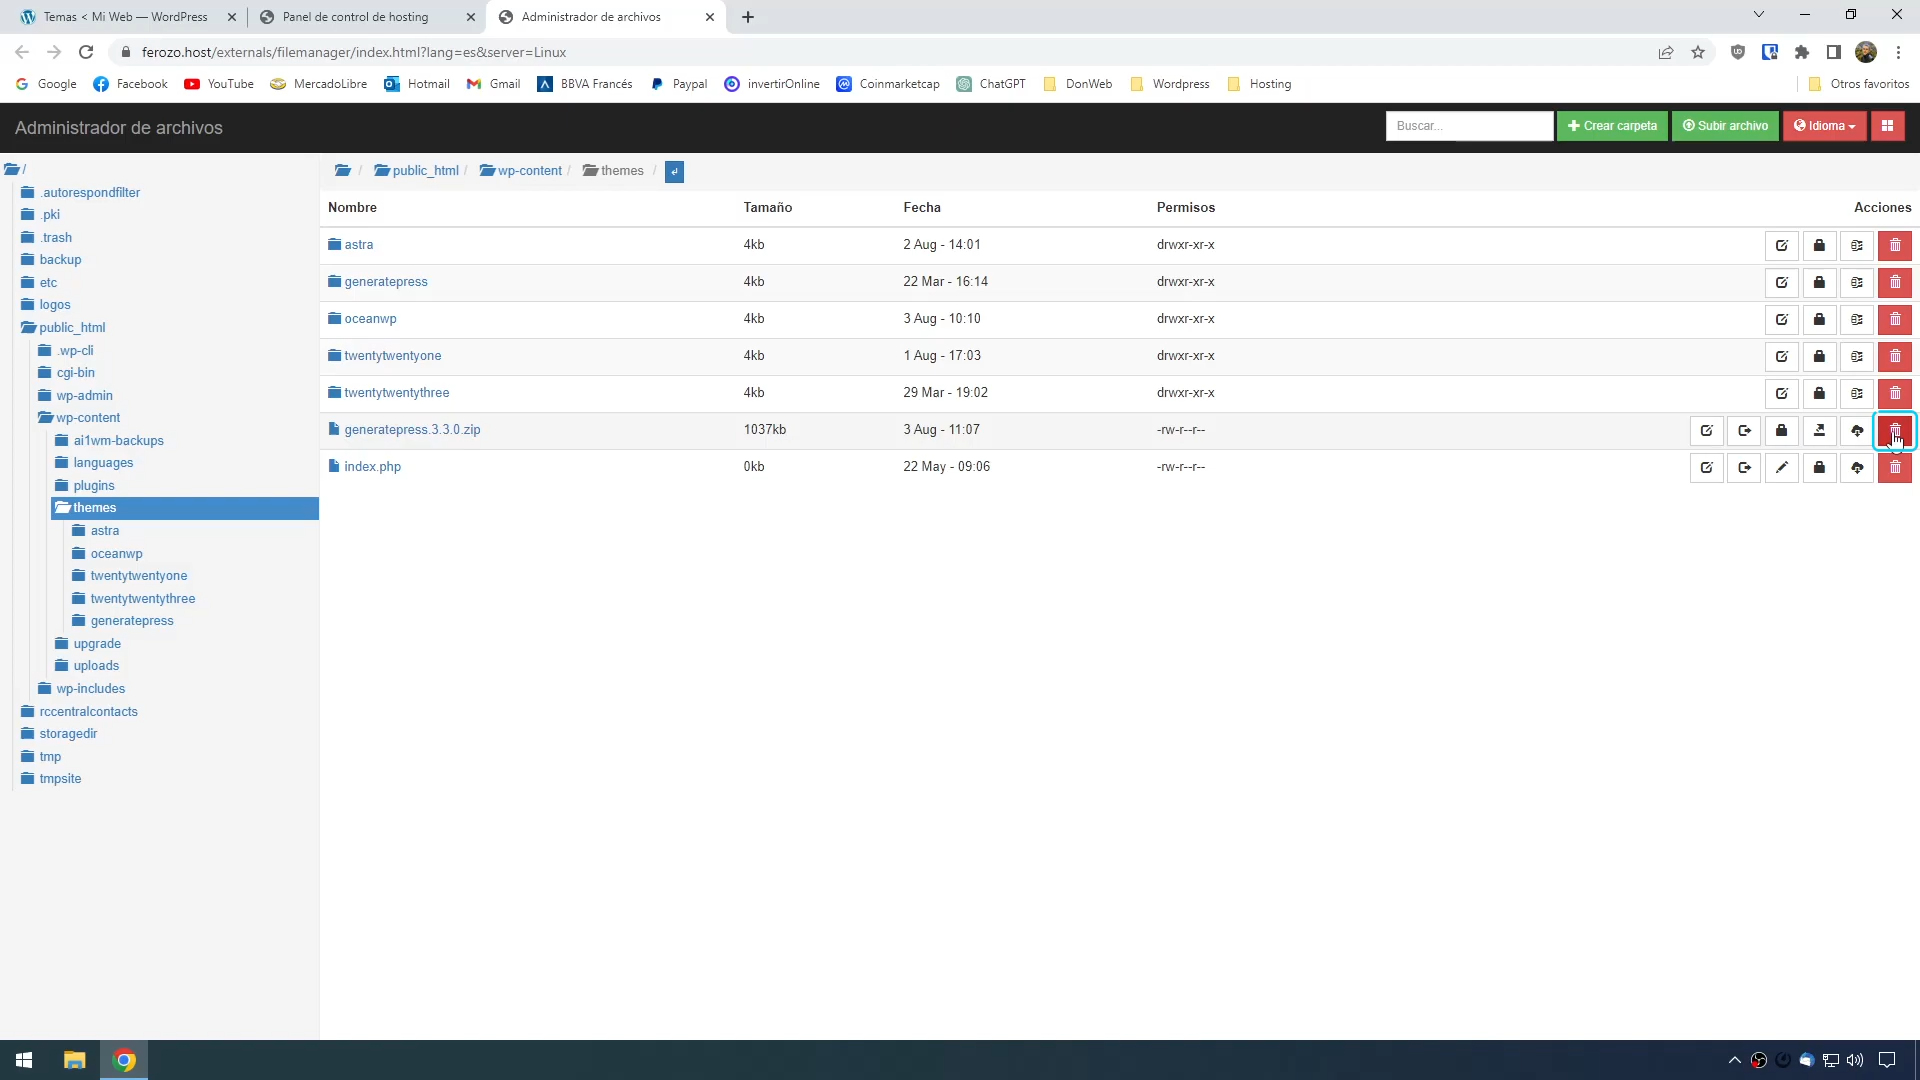 Temas < Mi Web — WordPress
Panel de control de hosting
Administrador de archivos
ferozo.host/externals/filemanager/index.html?lang=es&server=Linux
Google
Facebook
YouTube
MercadoLibre
Hotmail
Gmail
BBVA Francés
Paypal
invertirOnline
Coinmarketcap
ChatGPT
DonWeb
Wordpress
Hosting
Otros favoritos
Administrador de archivos
Buscar...
Crear carpeta
Subir archivo
Idioma
/
.autorespondfilter
.pki
.trash
backup
etc
logos
public_html
.wp-cli
cgi-bin
wp-admin
wp-content
ai1wm-backups
languages
plugins
themes
astra
oceanwp
twentytwentyone
twentytwentythree
generatepress
upgrade
uploads
wp-includes
rccentralcontacts
storagedir
tmp
tmpsite
/ public_html / wp-content / themes /
Nombre Tamaño Fecha Permisos Acciones
astra 4kb 2 Aug - 14:01 drwxr-xr-x
generatepress 4kb 22 Mar - 16:14 drwxr-xr-x
oceanwp 4kb 3 Aug - 10:10 drwxr-xr-x
twentytwentyone 4kb 1 Aug - 17:03 drwxr-xr-x
twentytwentythree 4kb 29 Mar - 19:02 drwxr-xr-x
generatepress.3.3.0.zip 1037kb 3 Aug - 11:07 -rw-r--r--
index.php 0kb 22 May - 09:06 -rw-r--r--